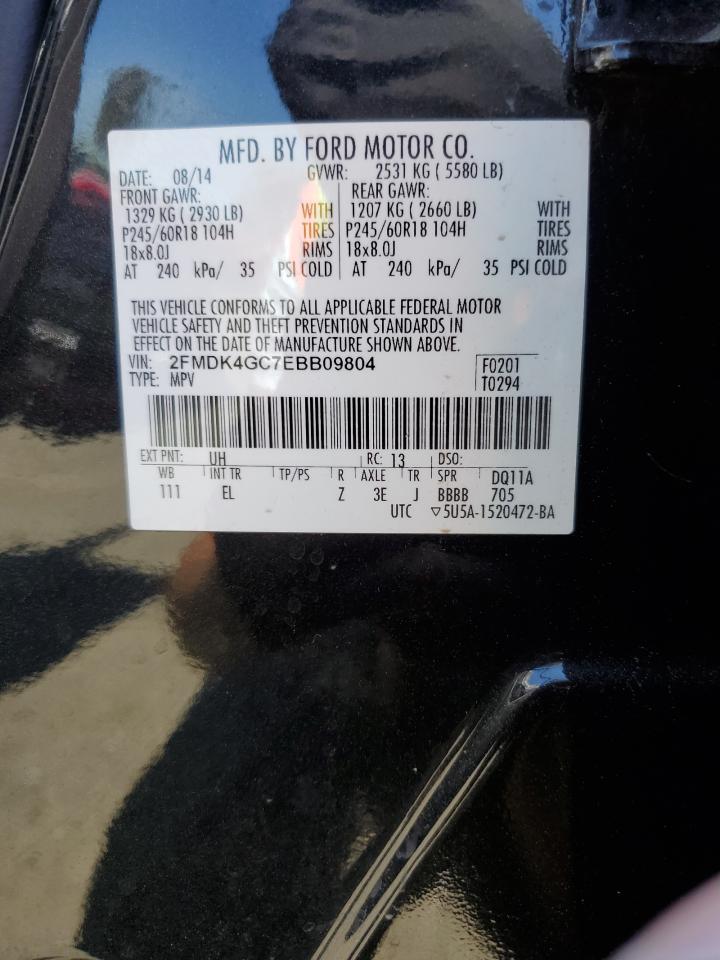 MFD. BY FORD MOTOR CO.
DATE: 08/14 GVWR: 2531 KG ( 5580 LB)
FRONT GAWR: REAR GAWR:
1329 KG ( 2930 LB) WITH 1207 KG ( 2660 LB) WITH
P245/60R18 104H TIRES P245/60R18 104H TIRES
18x8.0J RIMS 18x8.0J RIMS
AT 240 kPa/ 35 PSI COLD AT 240 kPa/ 35 PSI COLD
THIS VEHICLE CONFORMS TO ALL APPLICABLE FEDERAL MOTOR
VEHICLE SAFETY AND THEFT PREVENTION STANDARDS IN
EFFECT ON THE DATE OF MANUFACTURE SHOWN ABOVE.
VIN: 2FMDK4GC7EBB09804 F0201
TYPE: MPV T0294
EXT PNT: UH RC: 13 DSO:
WB INT TR TP/PS R AXLE TR SPR DQ11A
111 EL Z 3E J BBBB 705
UTC ▽5U5A-1520472-BA